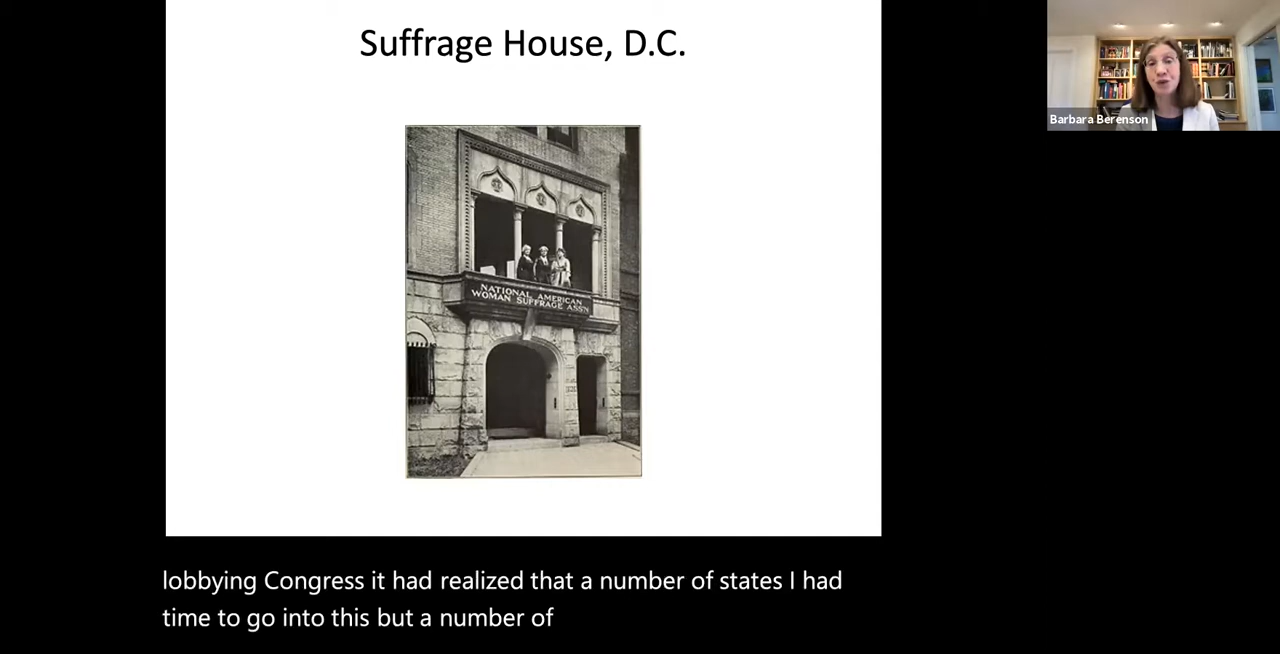 Suffrage House, D.C.
Barbara Berenson
NATIONAL AMERICAN
WOMAN SUFFRAGE ASS'N
lobbying Congress it had realized that a number of states I had
time to go into this but a number of